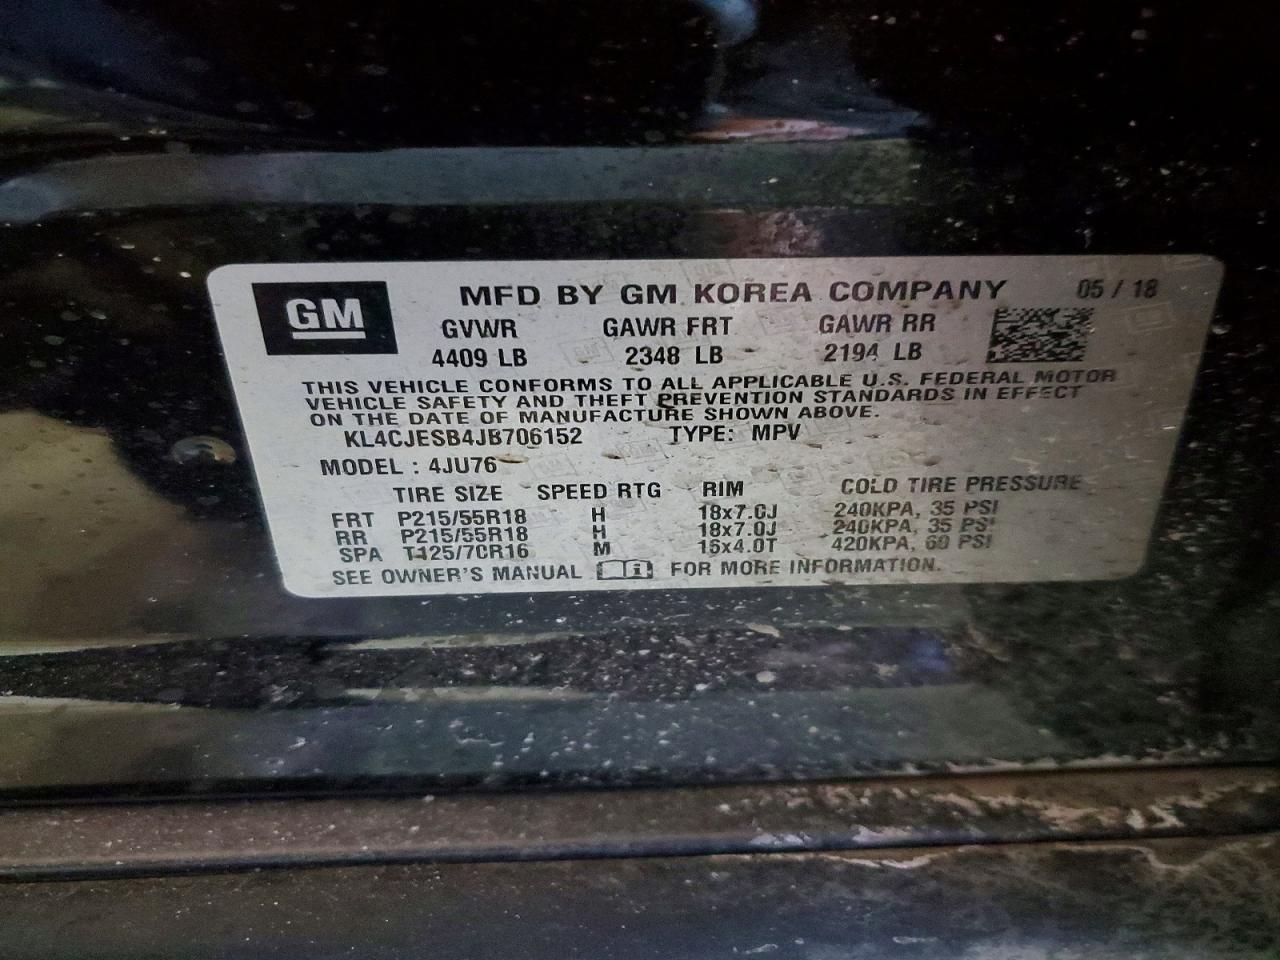 GM MFD BY GM KOREA COMPANY 05 / 18
GVWR GAWR FRT GAWR RR
4409 LB 2348 LB 2194 LB
THIS VEHICLE CONFORMS TO ALL APPLICABLE U.S. FEDERAL MOTOR
VEHICLE SAFETY AND THEFT PREVENTION STANDARDS IN EFFECT
ON THE DATE OF MANUFACTURE SHOWN ABOVE.
KL4CJESB4JB706152 TYPE: MPV
MODEL : 4JU76
TIRE SIZE SPEED RTG RIM COLD TIRE PRESSURE
FRT P215/55R18 H 18x7.0J 240KPA, 35 PSI
RR P215/55R18 H 18x7.0J 240KPA, 35 PSI
SPA T125/70R16 M 16x4.0T 420KPA, 60 PSI
SEE OWNER'S MANUAL FOR MORE INFORMATION.